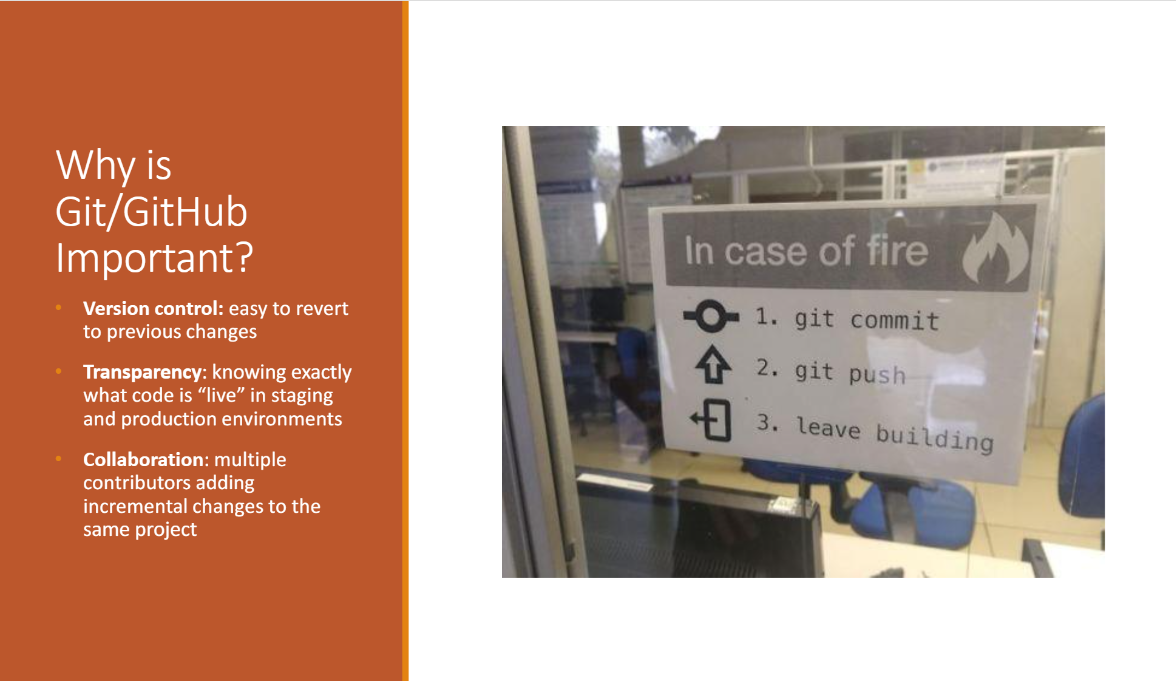 Why is
Git/GitHub
Important?
• Version control: easy to revert
to previous changes
• Transparency: knowing exactly
what code is “live” in staging
and production environments
• Collaboration: multiple
contributors adding
incremental changes to the
same project
In case of fire
1. git commit
2. git push
3. leave building